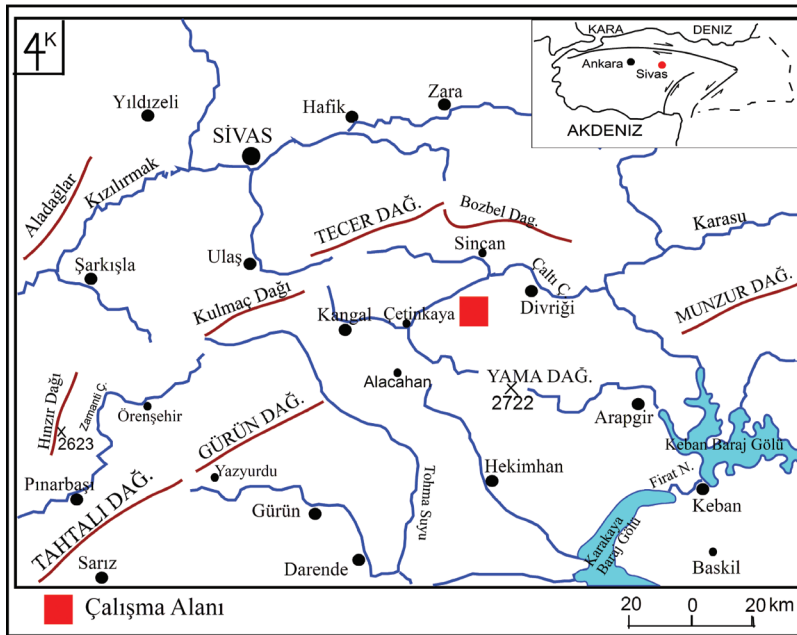 4K
KARA DENIZ
Ankara
Sivas
AKDENIZ
Zara
Yıldızeli
Hafik
SİVAS
Kızılırmak
Aladağlar
TECER DAĞ.
Bozbel Dag.
Karasu
Sinçan
Ulaş
Şarkışla
Çaltı Ç.
Divriği
MUNZUR DAĞ.
Kulmaç Dağı
Kangal
Çetinkaya
Alacahan
YAMA DAĞ.
2722
Arapgir
Hınzır Dağı
2623
Zamantı Ç.
Örenşehir
GÜRÜN DAĞ.
Keban Baraj Gölü
Pınarbaşı
Yazyurdu
TAHTALI DAĞ.
Tohma Suyu
Hekimhan
Firat N.
Keban
Gürün
Karakaya
Baraj Gölü
Sarız
Darende
Baskil
Çalışma Alanı
20 0 20 km